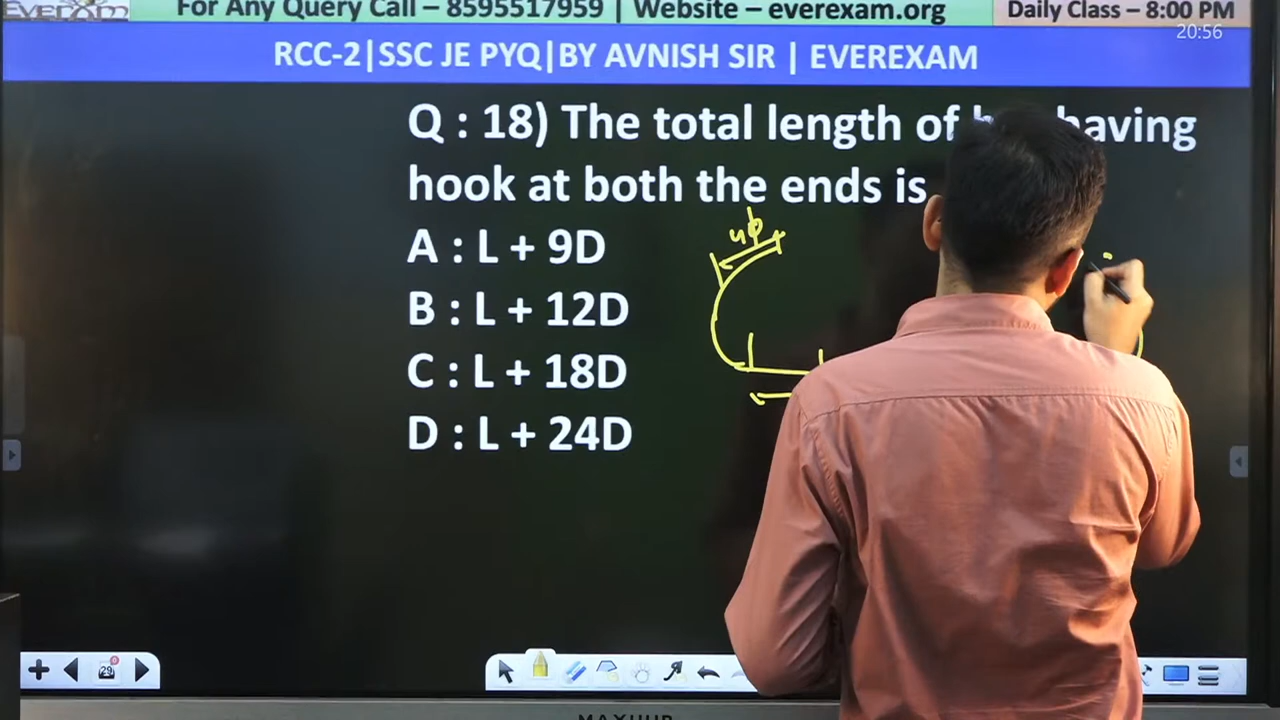 For Any Query Call – 8595517959 | Website – everexam.org
Daily Class – 8:00 PM
20:56
RCC-2|SSC JE PYQ|BY AVNISH SIR | EVEREXAM
Q : 18) The total length of having
hook at both the ends is
A : L + 9D
B : L + 12D
C : L + 18D
D : L + 24D
4ϕ
29